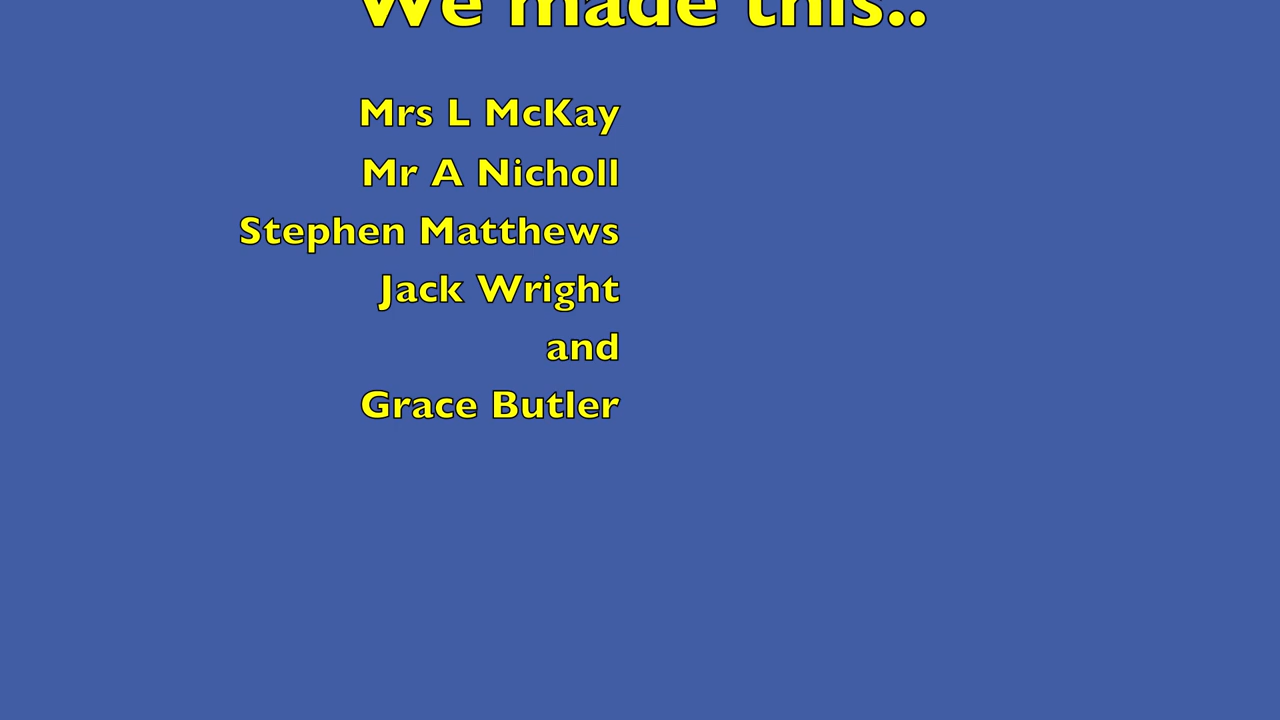 We made this..
Mrs L McKay
Mr A Nicholl
Stephen Matthews
Jack Wright
and
Grace Butler